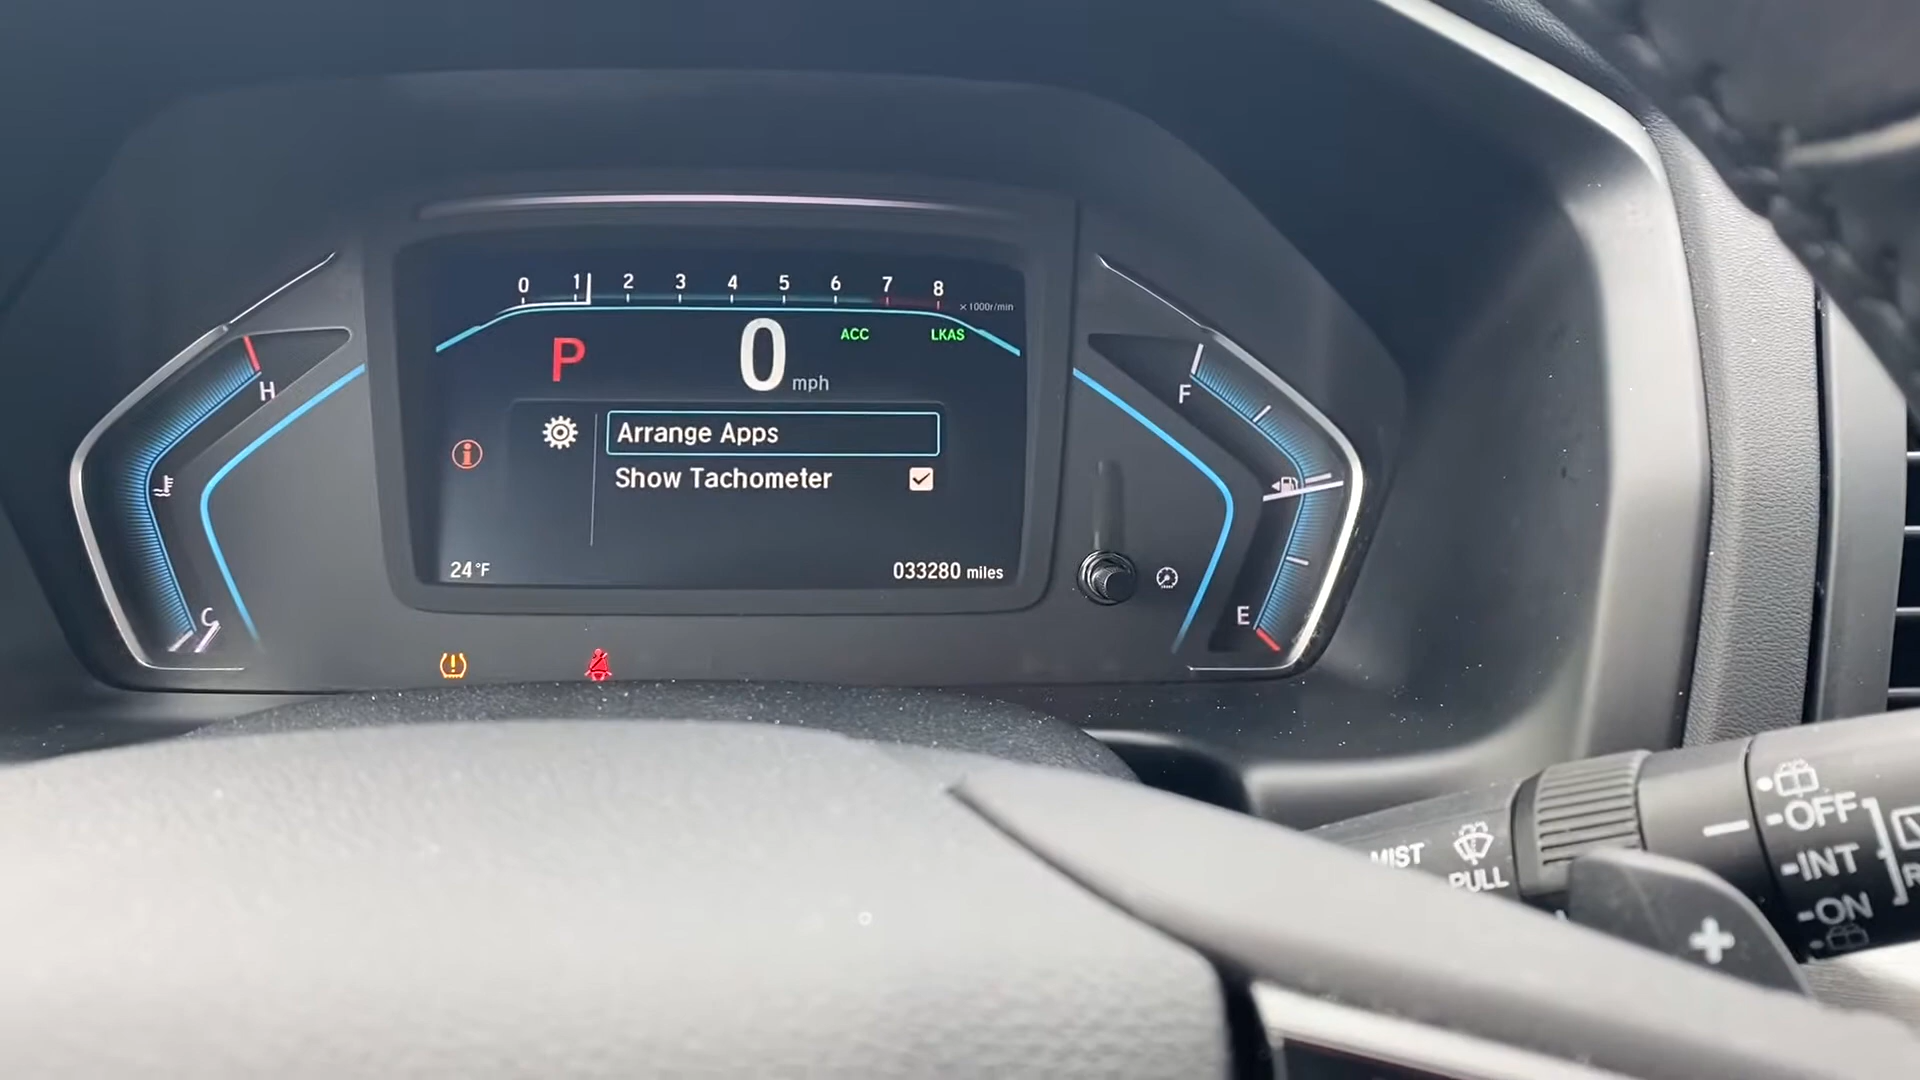 0 1 2 3 4 5 6 7 8
×1000r/min
P 0 mph ACC LKAS
H
F
Arrange Apps
Show Tachometer
24°F
033280 miles
C
E
MIST
PULL
OFF
INT
ON